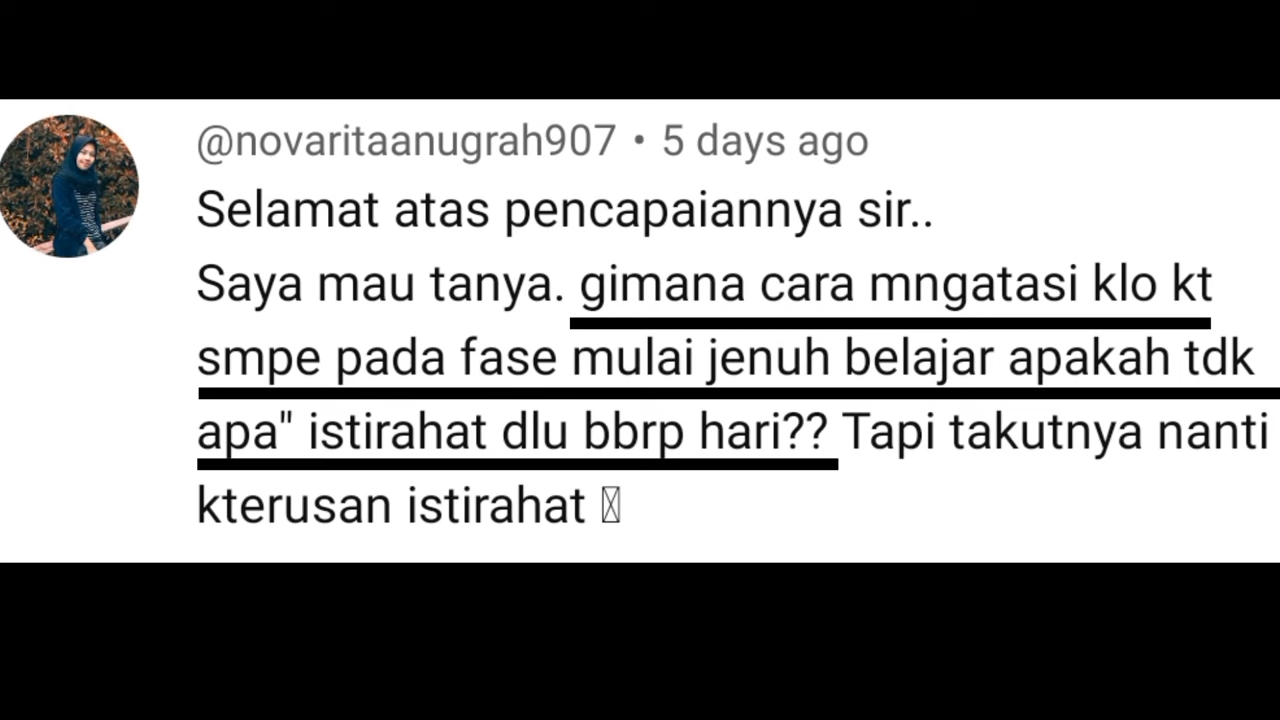 @novaritaanugrah907 • 5 days ago
Selamat atas pencapaiannya sir..
Saya mau tanya. gimana cara mngatasi klo kt
smpe pada fase mulai jenuh belajar apakah tdk
apa" istirahat dlu bbrp hari?? Tapi takutnya nanti
kterusan istirahat